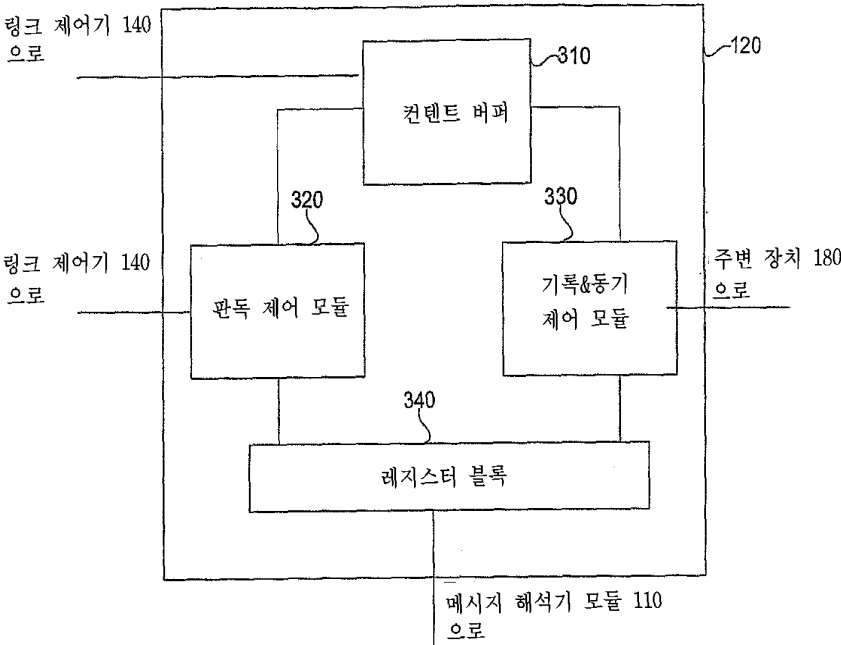 링크 제어기 140
으로
310
120
컨텐트 버퍼
320
330
링크 제어기 140
으로
주변 장치 180
으로
판독 제어 모듈
기록&동기
제어 모듈
340
레지스터 블록
메시지 해석기 모듈 110
으로